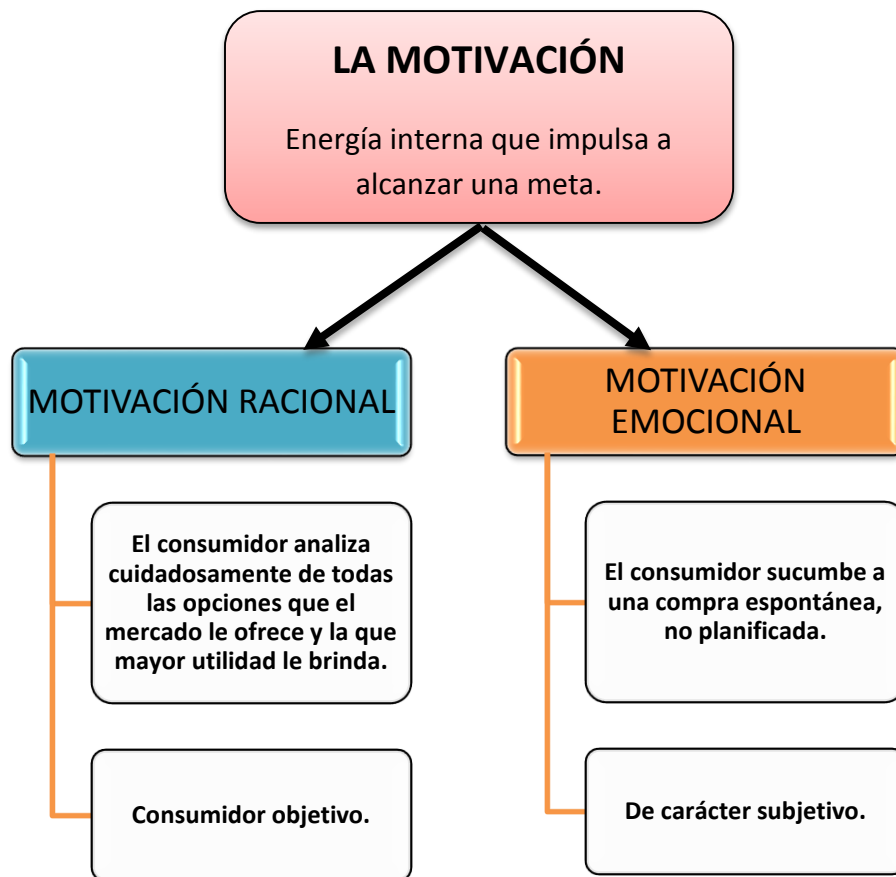 LA MOTIVACIÓN
Energía interna que impulsa a
alcanzar una meta.
MOTIVACIÓN RACIONAL
El consumidor analiza
cuidadosamente de todas
las opciones que el
mercado le ofrece y la que
mayor utilidad le brinda.
Consumidor objetivo.
MOTIVACIÓN
EMOCIONAL
El consumidor sucumbe a
una compra espontánea,
no planificada.
De carácter subjetivo.